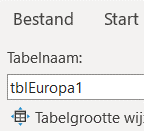 Bestand Start
Tabelnaam:
tblEuropa1
Tabelgrootte wij